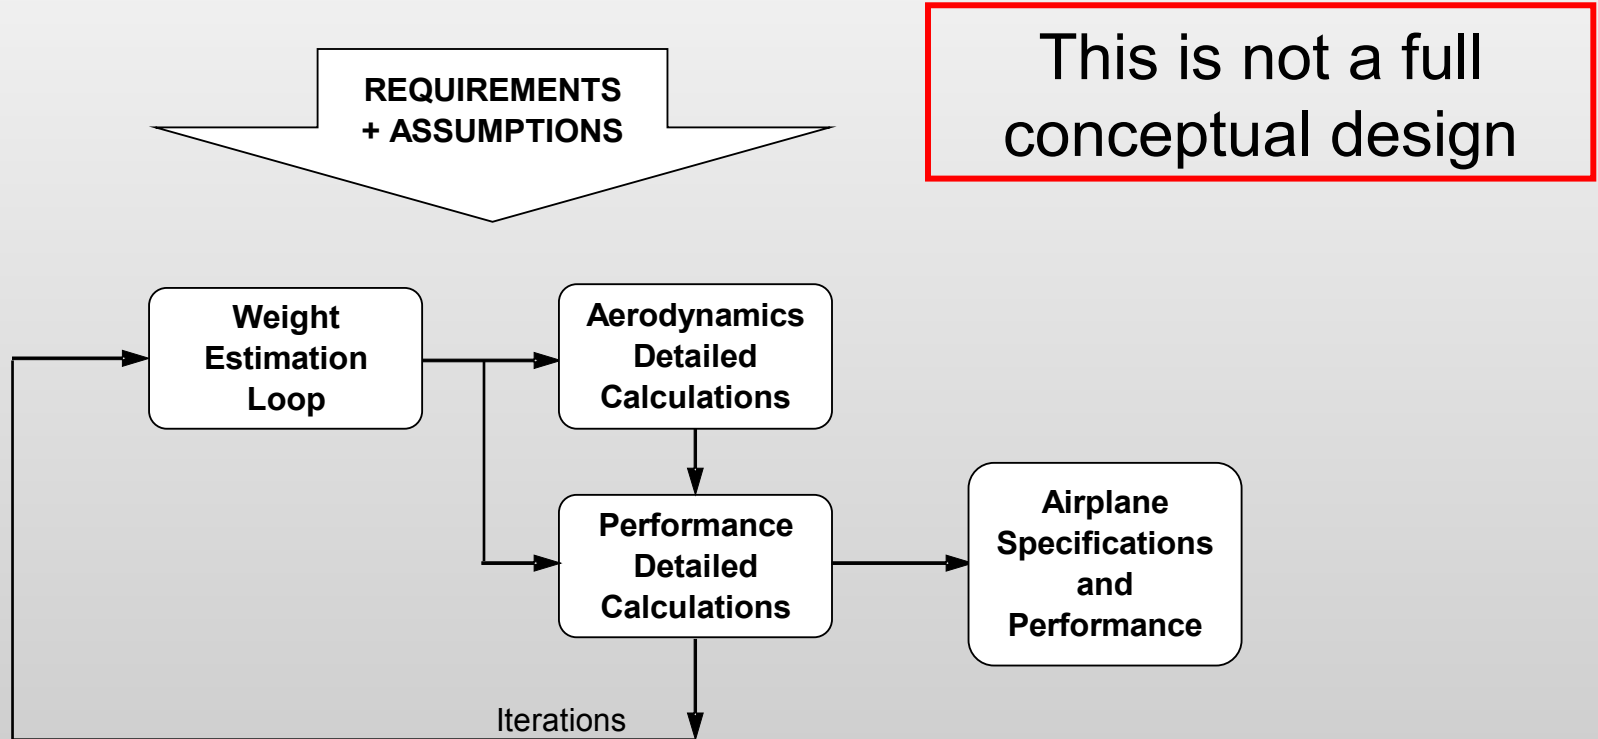 This is not a full
conceptual design
REQUIREMENTS
+ ASSUMPTIONS
Weight
Estimation
Loop
Aerodynamics
Detailed
Calculations
Performance
Detailed
Calculations
Airplane
Specifications
and
Performance
Iterations